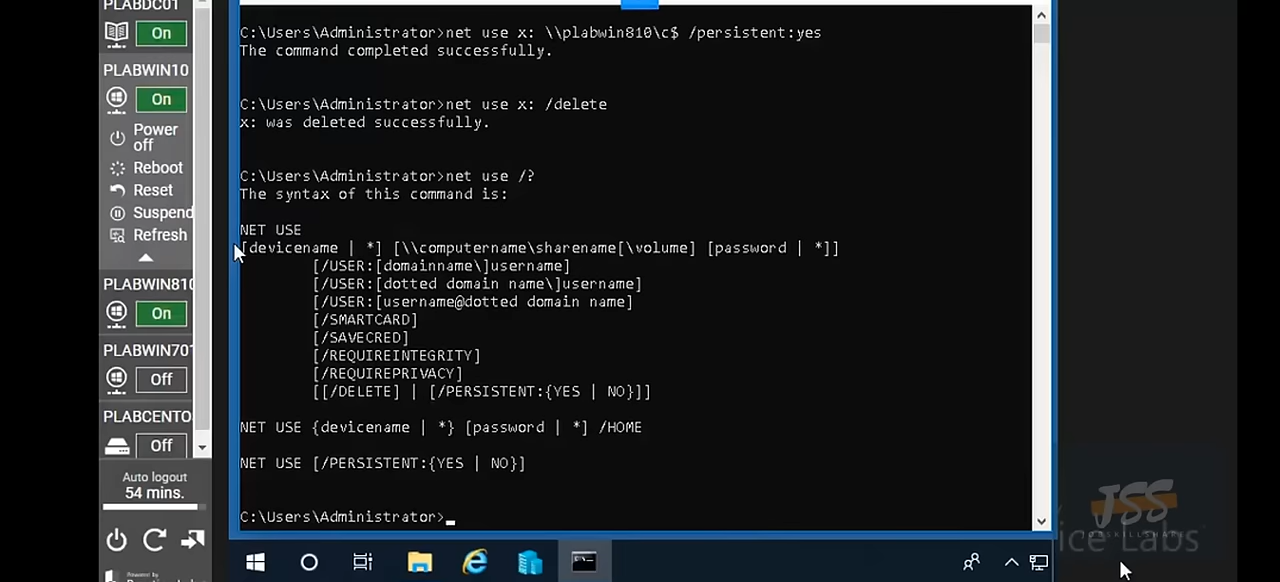 PLABDC01
On
PLABWIN10
On
Power
off
Reboot
Reset
Suspend
Refresh
PLABWIN810
On
PLABWIN701
Off
PLABCENTO
Off
Auto logout
54 mins.
C:\Users\Administrator>net use x: \\plabwin810\c$ /persistent:yes
The command completed successfully.
C:\Users\Administrator>net use x: /delete
x: was deleted successfully.
C:\Users\Administrator>net use /?
The syntax of this command is:
NET USE
[devicename | *] [\\computername\sharename[\volume] [password | *]]
[/USER:[domainname\]username]
[/USER:[dotted domain name\]username]
[/USER:[username@dotted domain name]
[/SMARTCARD]
[/SAVECRED]
[/REQUIREINTEGRITY]
[/REQUIREPRIVACY]
[[/DELETE] | [/PERSISTENT:{YES | NO}]]
NET USE {devicename | *} [password | *] /HOME
NET USE [/PERSISTENT:{YES | NO}]
C:\Users\Administrator>
JSS
JOBSKILLSHARE
ice Labs